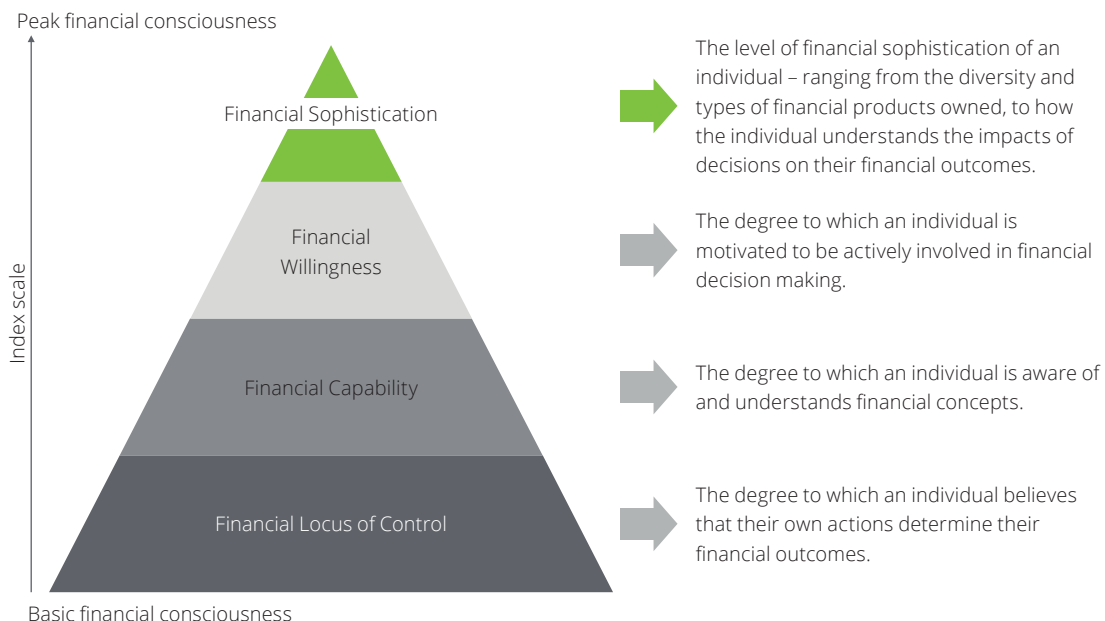 Peak financial consciousness
Financial Sophistication
The level of financial sophistication of an
individual – ranging from the diversity and
types of financial products owned, to how
the individual understands the impacts of
decisions on their financial outcomes.
Financial
Willingness
The degree to which an individual is
motivated to be actively involved in financial
decision making.
Index scale
Financial Capability
The degree to which an individual is aware of
and understands financial concepts.
Financial Locus of Control
The degree to which an individual believes
that their own actions determine their
financial outcomes.
Basic financial consciousness